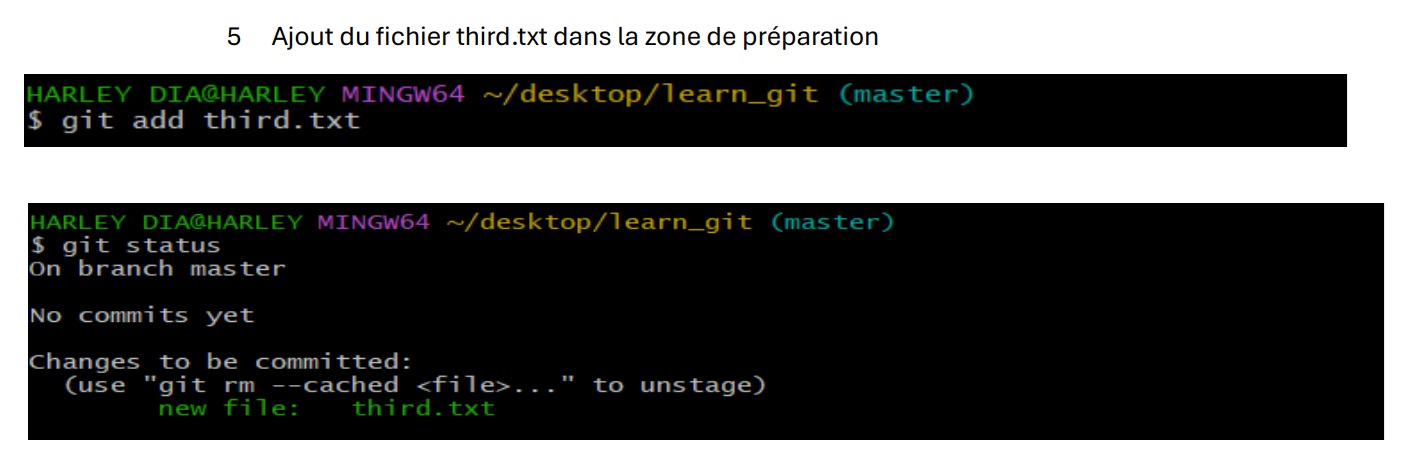 5 Ajout du fichier third.txt dans la zone de préparation
HARLEY DIA@HARLEY MINGW64 ~/desktop/learn_git (master)
$ git add third.txt
HARLEY DIA@HARLEY MINGW64 ~/desktop/learn_git (master)
$ git status
On branch master
No commits yet
Changes to be committed:
(use "git rm --cached <file>..." to unstage)
new file: third.txt